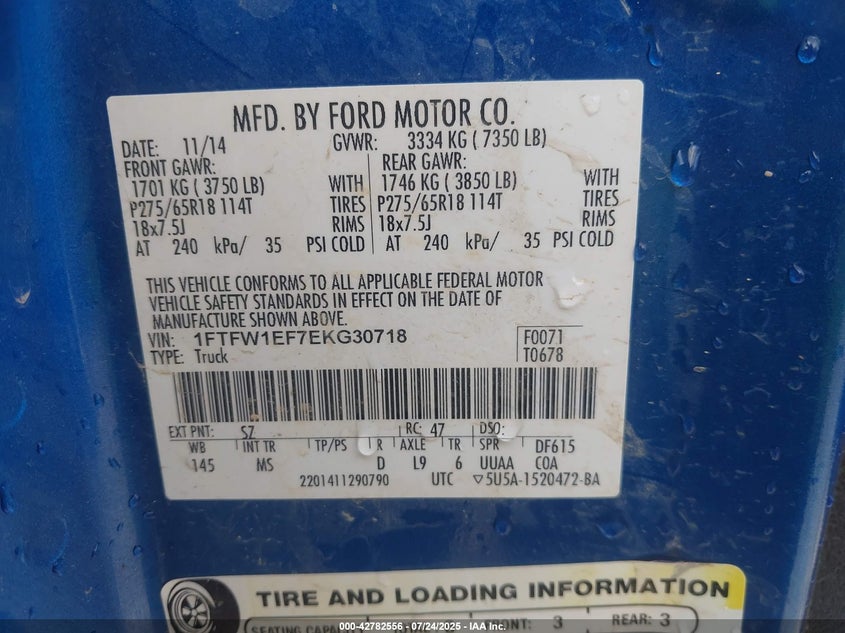 MFD. BY FORD MOTOR CO.
DATE: 11/14 GVWR: 3334 KG ( 7350 LB)
FRONT GAWR: REAR GAWR:
1701 KG ( 3750 LB) WITH 1746 KG ( 3850 LB) WITH
P275/65R18 114T TIRES P275/65R18 114T TIRES
18x7.5J RIMS 18x7.5J RIMS
AT 240 kPa/ 35 PSI COLD AT 240 kPa/ 35 PSI COLD
THIS VEHICLE CONFORMS TO ALL APPLICABLE FEDERAL MOTOR
VEHICLE SAFETY STANDARDS IN EFFECT ON THE DATE OF
MANUFACTURE SHOWN ABOVE.
VIN: 1FTFW1EF7EKG30718 F0071
TYPE: Truck T0678
EXT PNT: SZ RC: 47 DSO:
WB INT TR TP/PS R AXLE TR SPR DF615
145 MS D L9 6 UUAA COA
2201411290790 UTC ▽5U5A-1520472-BA
TIRE AND LOADING INFORMATION
SEATING CAPACITY 3 REAR: 3
000-42782556 - 07/24/2025 - IAA Inc.